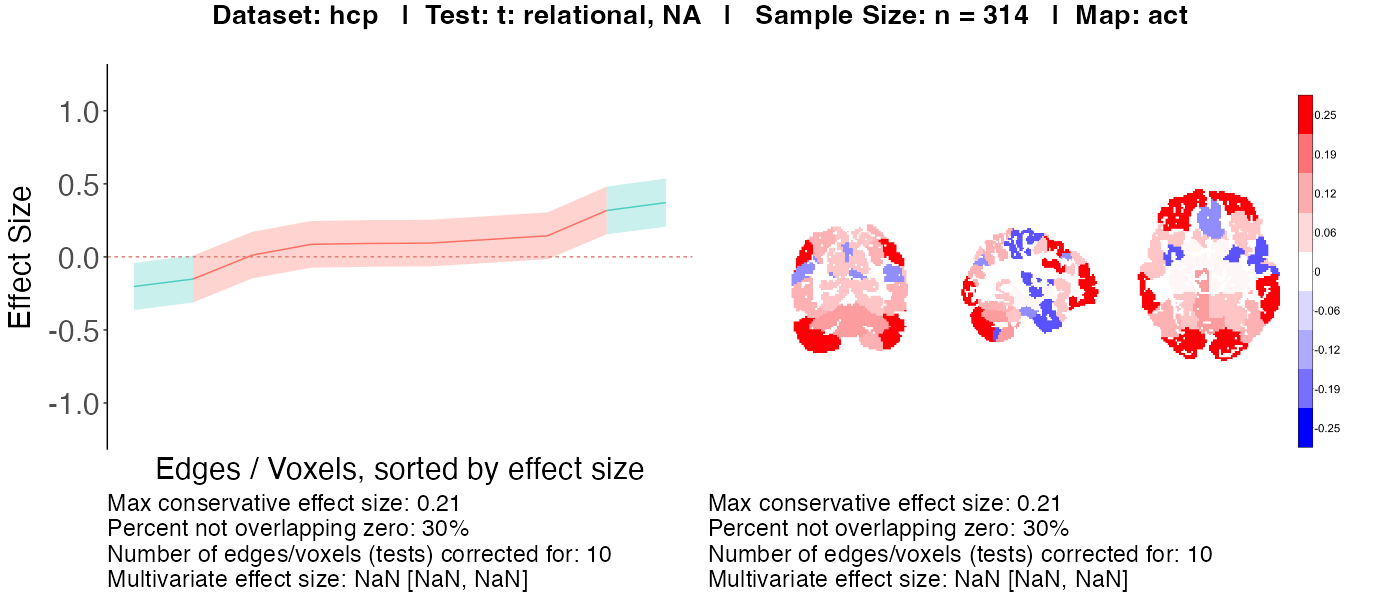 Dataset: hcp | Test: t: relational, NA | Sample Size: n = 314 | Map: act
1.0
0.5
0.0
-0.5
-1.0
Effect Size
Edges / Voxels, sorted by effect size
Max conservative effect size: 0.21
Percent not overlapping zero: 30%
Number of edges/voxels (tests) corrected for: 10
Multivariate effect size: NaN [NaN, NaN]
0.25
0.19
0.12
0.06
0
-0.06
-0.12
-0.19
-0.25
Max conservative effect size: 0.21
Percent not overlapping zero: 30%
Number of edges/voxels (tests) corrected for: 10
Multivariate effect size: NaN [NaN, NaN]